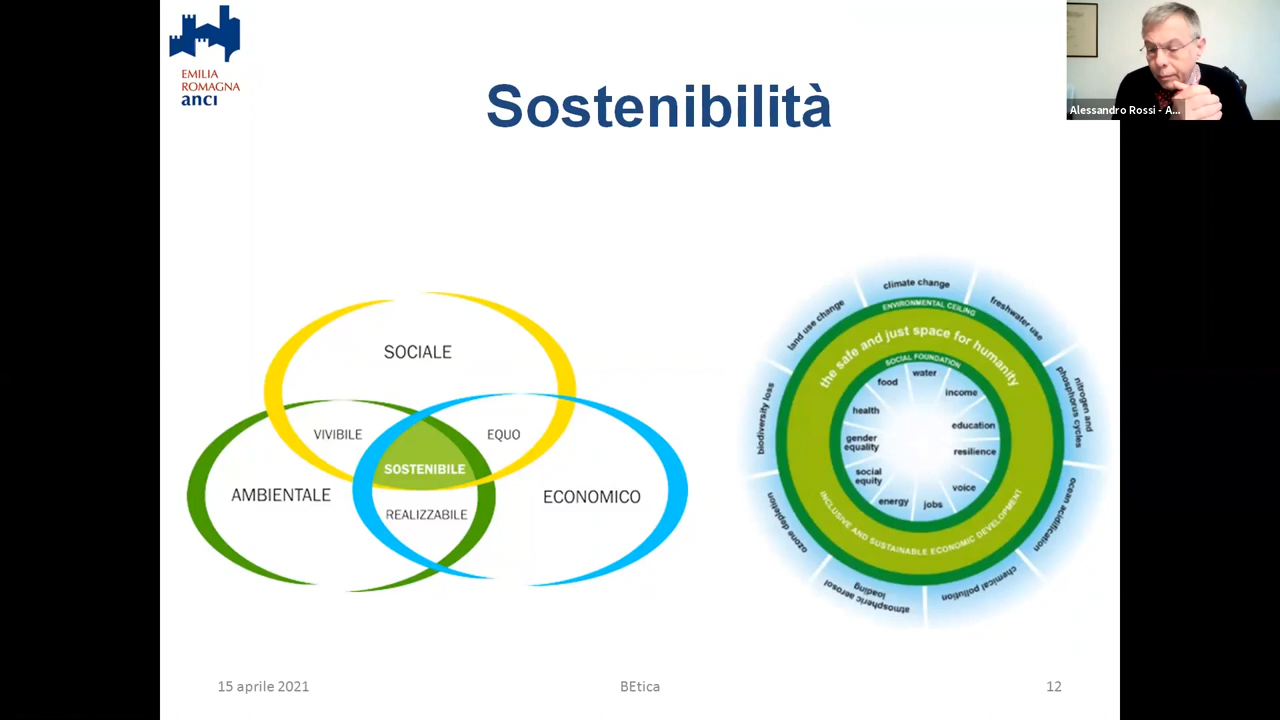 EMILIA
ROMAGNA
anci
Sostenibilità
Alessandro Rossi - A...
SOCIALE
VIVIBILE
EQUO
SOSTENIBILE
AMBIENTALE
ECONOMICO
REALIZZABILE
climate change
freshwater use
nitrogen and
phosphorus cycles
ocean acidification
chemical pollution
atmospheric aerosol
loading
ozone depletion
biodiversity loss
land use change
ENVIRONMENTAL CEILING
the safe and just space for humanity
SOCIAL FOUNDATION
water
income
education
resilience
voice
jobs
energy
social
equity
gender
equality
health
food
INCLUSIVE AND SUSTAINABLE ECONOMIC DEVELOPMENT
15 aprile 2021
BEtica
12